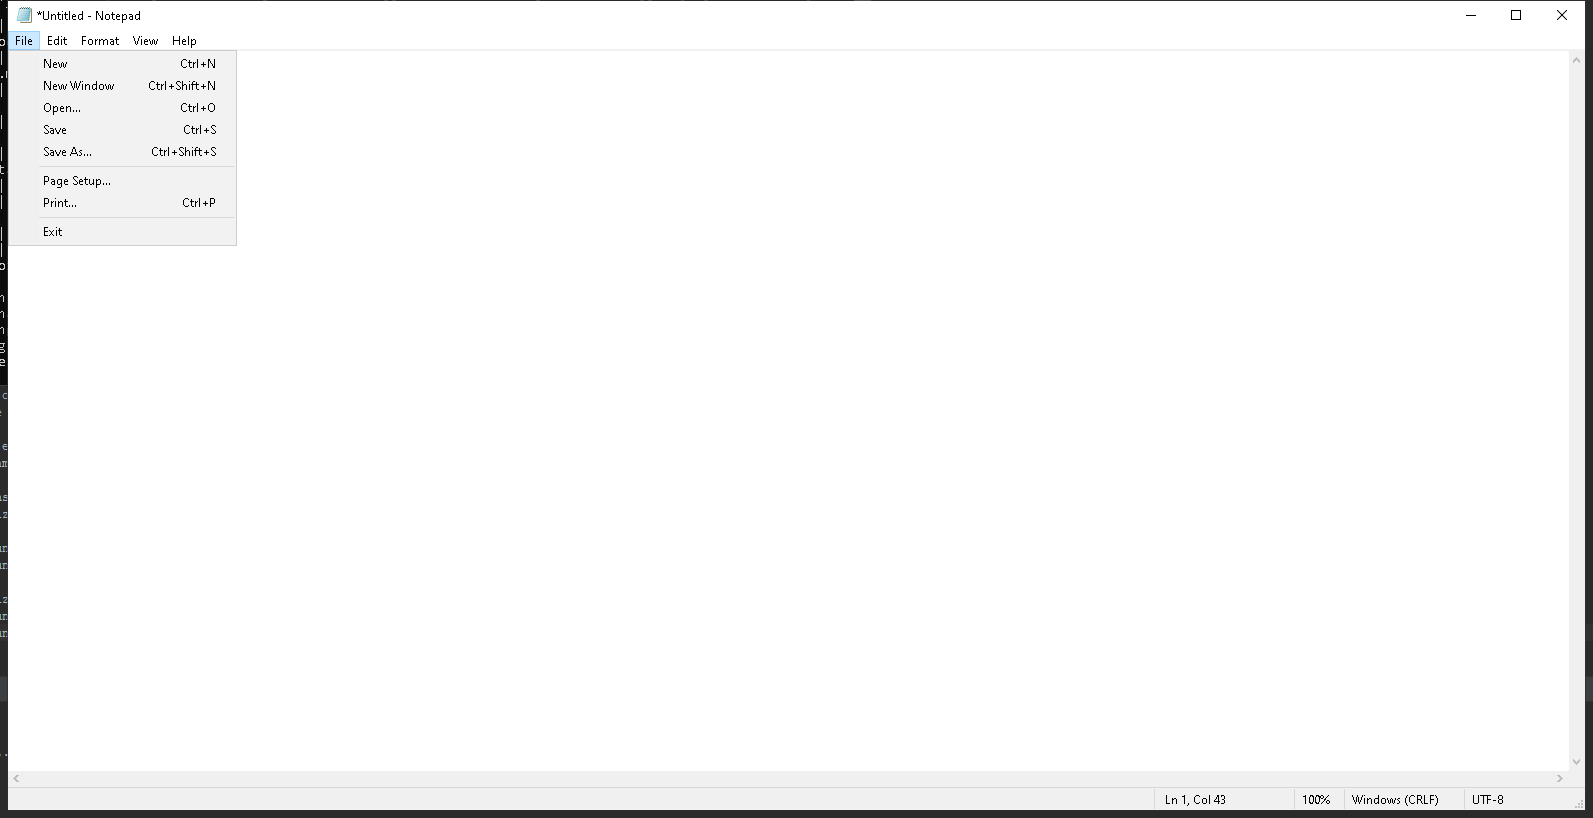 *Untitled - Notepad
File Edit Format View Help
New Ctrl+N
New Window Ctrl+Shift+N
Open... Ctrl+O
Save Ctrl+S
Save As... Ctrl+Shift+S
Page Setup...
Print... Ctrl+P
Exit
Ln 1, Col 43 100% Windows (CRLF) UTF-8